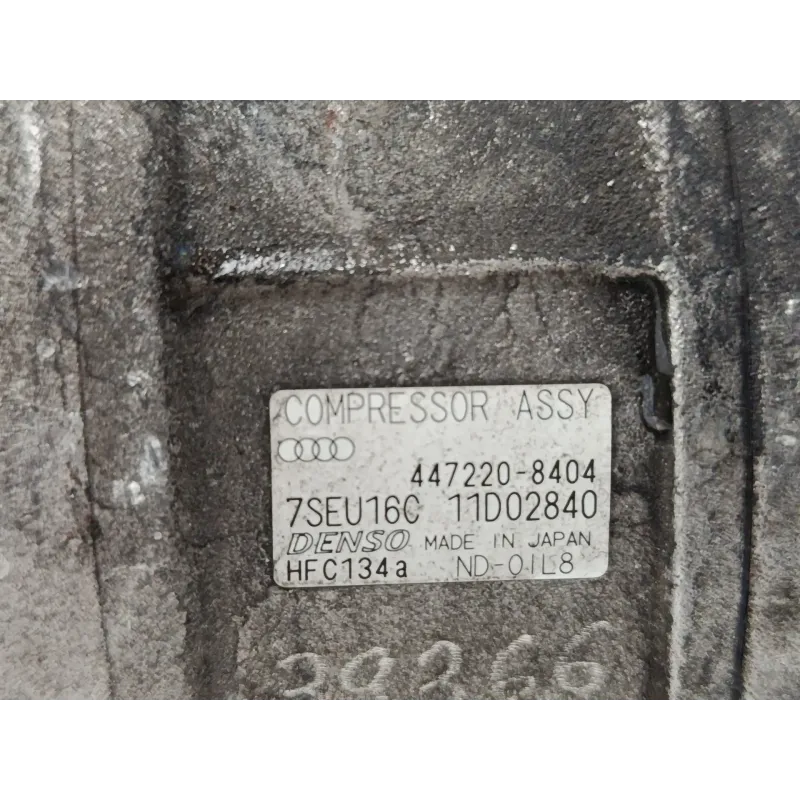 COMPRESSOR ASSY
447220-8404
7SEU16C 11D02840
DENSO MADE IN JAPAN
HFC134a ND-OIL8
29266